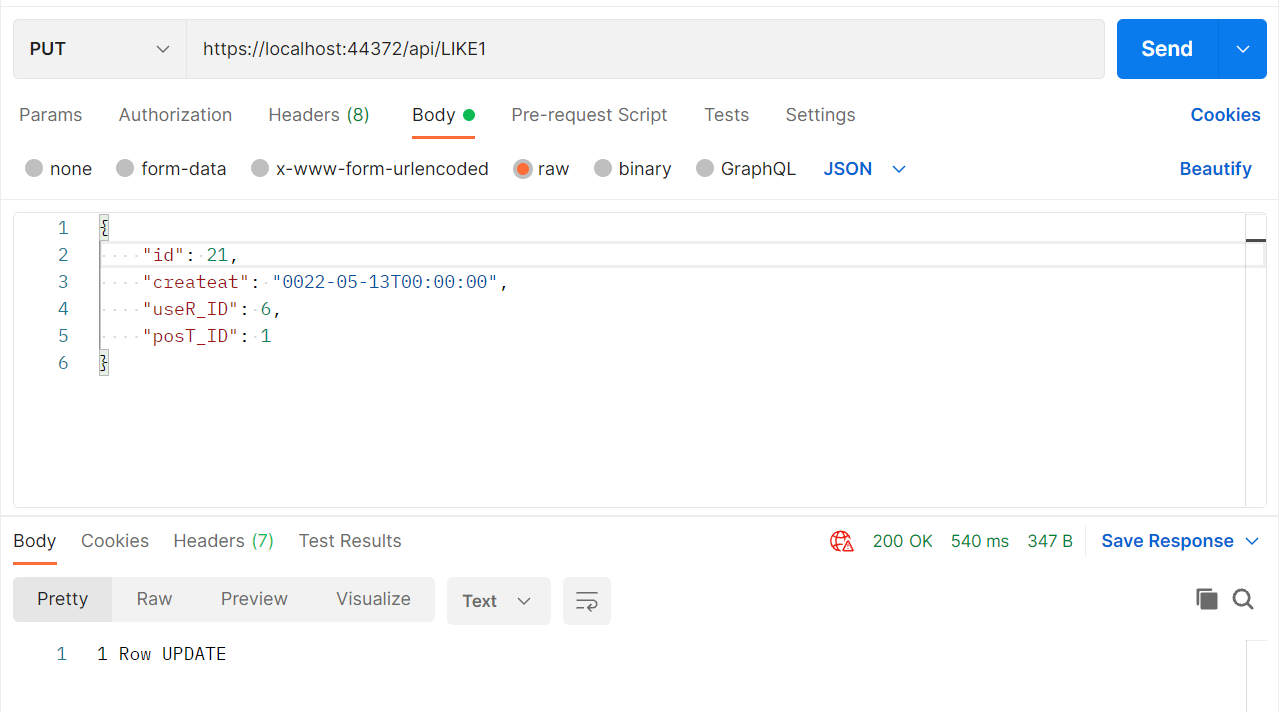 PUT https://localhost:44372/api/LIKE1 Send
Params Authorization Headers (8) Body Pre-request Script Tests Settings Cookies
none form-data x-www-form-urlencoded raw binary GraphQL JSON Beautify
1 {
2 "id": 21,
3 "createat": "0022-05-13T00:00:00",
4 "useR_ID": 6,
5 "posT_ID": 1
6 }
Body Cookies Headers (7) Test Results 200 OK 540 ms 347 B Save Response
Pretty Raw Preview Visualize Text
1 1 Row UPDATE